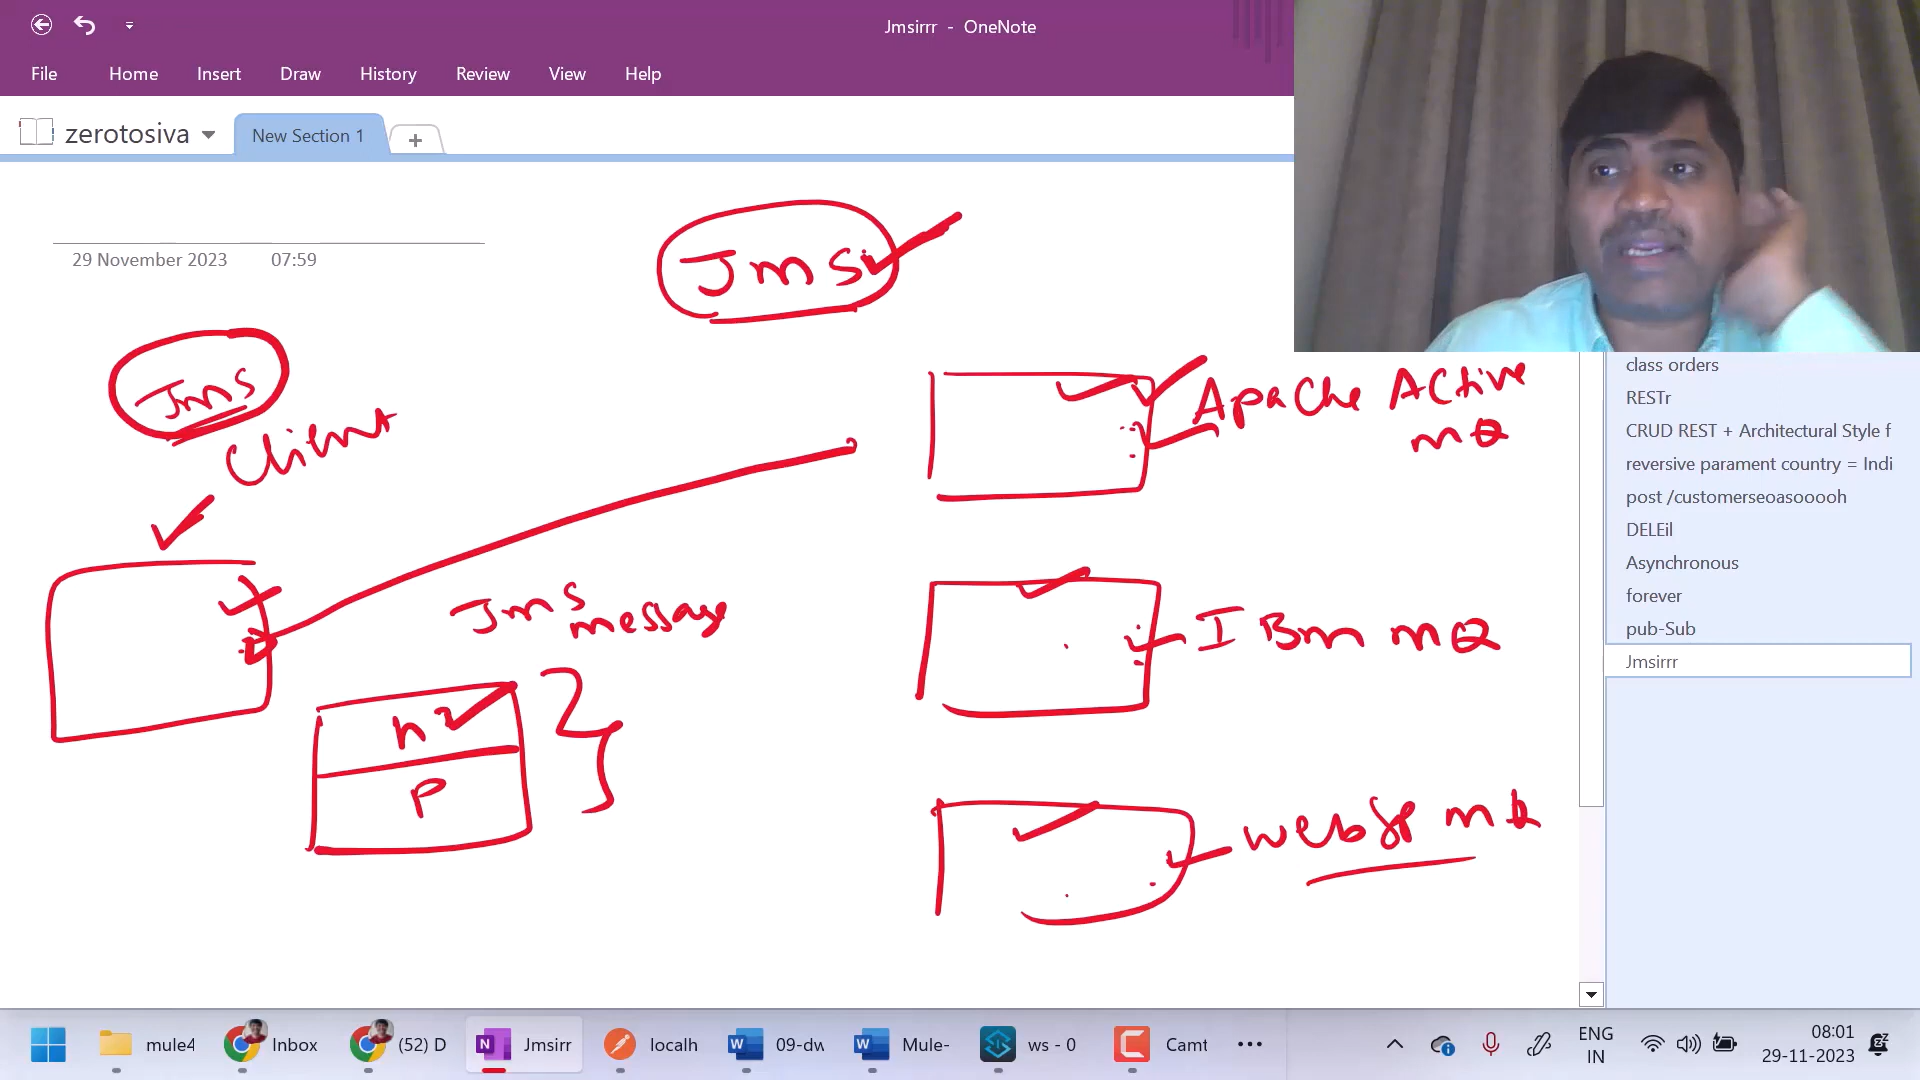 Jmsirrr - OneNote
File Home Insert Draw History Review View Help
zerotosiva New Section 1 +
29 November 2023 07:59
Jms
Jms
Client
Apache Active
MQ
Jms
message
IBM MQ
h
P
MQ
class orders
RESTr
CRUD REST + Architectural Style f
reversive parament country = Indi
post /customerseoasooooh
DELEil
Asynchronous
forever
pub-Sub
Jmsirrr
mule4 Inbox (52) D Jmsirr localh 09-dw Mule- ws - 0 Camt
ENG
IN
08:01
29-11-2023